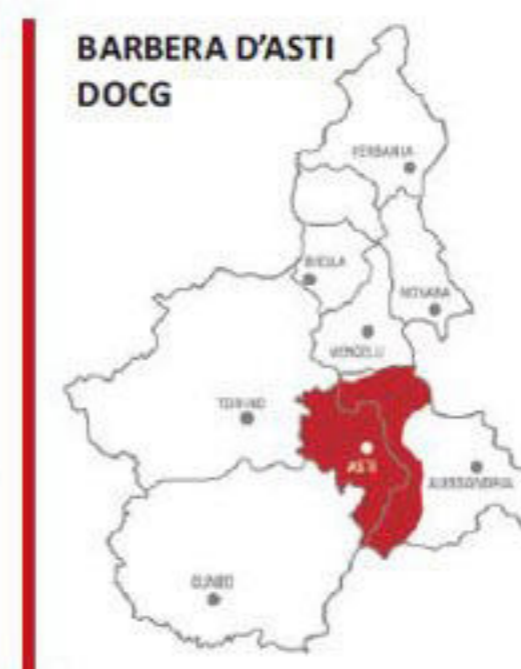 BARBERA D'ASTI
DOCG
VERBANIA
BIELLA
NOVARA
VERCELLI
TORINO
ASTI
ALESSANDRIA
CUNEO